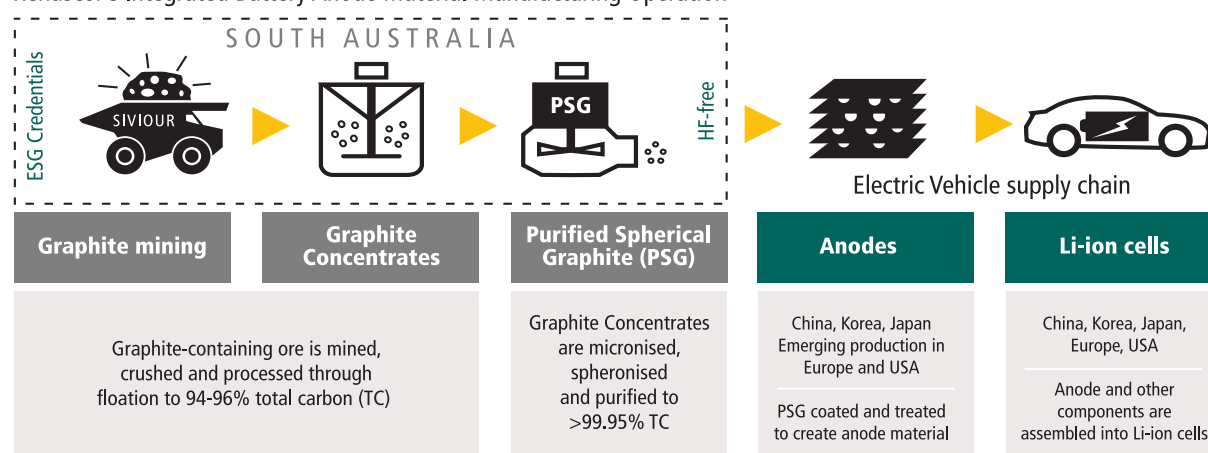 SOUTH AUSTRALIA
ESG Credentials
SIVIOUR
PSG
HF-free
Electric Vehicle supply chain
Graphite mining
Graphite
Concentrates
Purified Spherical
Graphite (PSG)
Anodes
Li-ion cells
Graphite-containing ore is mined,
crushed and processed through
floation to 94-96% total carbon (TC)
Graphite Concentrates
are micronised,
spheronised
and purified to
>99.95% TC
China, Korea, Japan
Emerging production in
Europe and USA
PSG coated and treated
to create anode material
China, Korea, Japan,
Europe, USA
Anode and other
components are
assembled into Li-ion cells